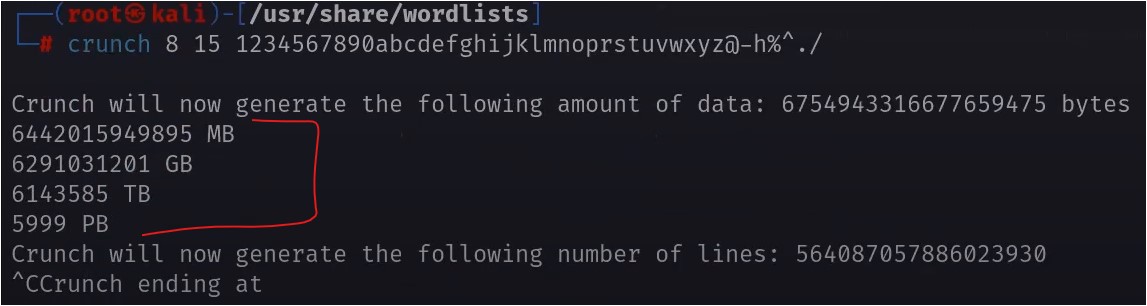 (root㉿kali)-[/usr/share/wordlists]
# crunch 8 15 1234567890abcdefghijklmnoprstuvwxyz@-h%^./
Crunch will now generate the following amount of data: 6754943316677659475 bytes
6442015949895 MB
6291031201 GB
6143585 TB
5999 PB
Crunch will now generate the following number of lines: 564087057886023930
^CCrunch ending at